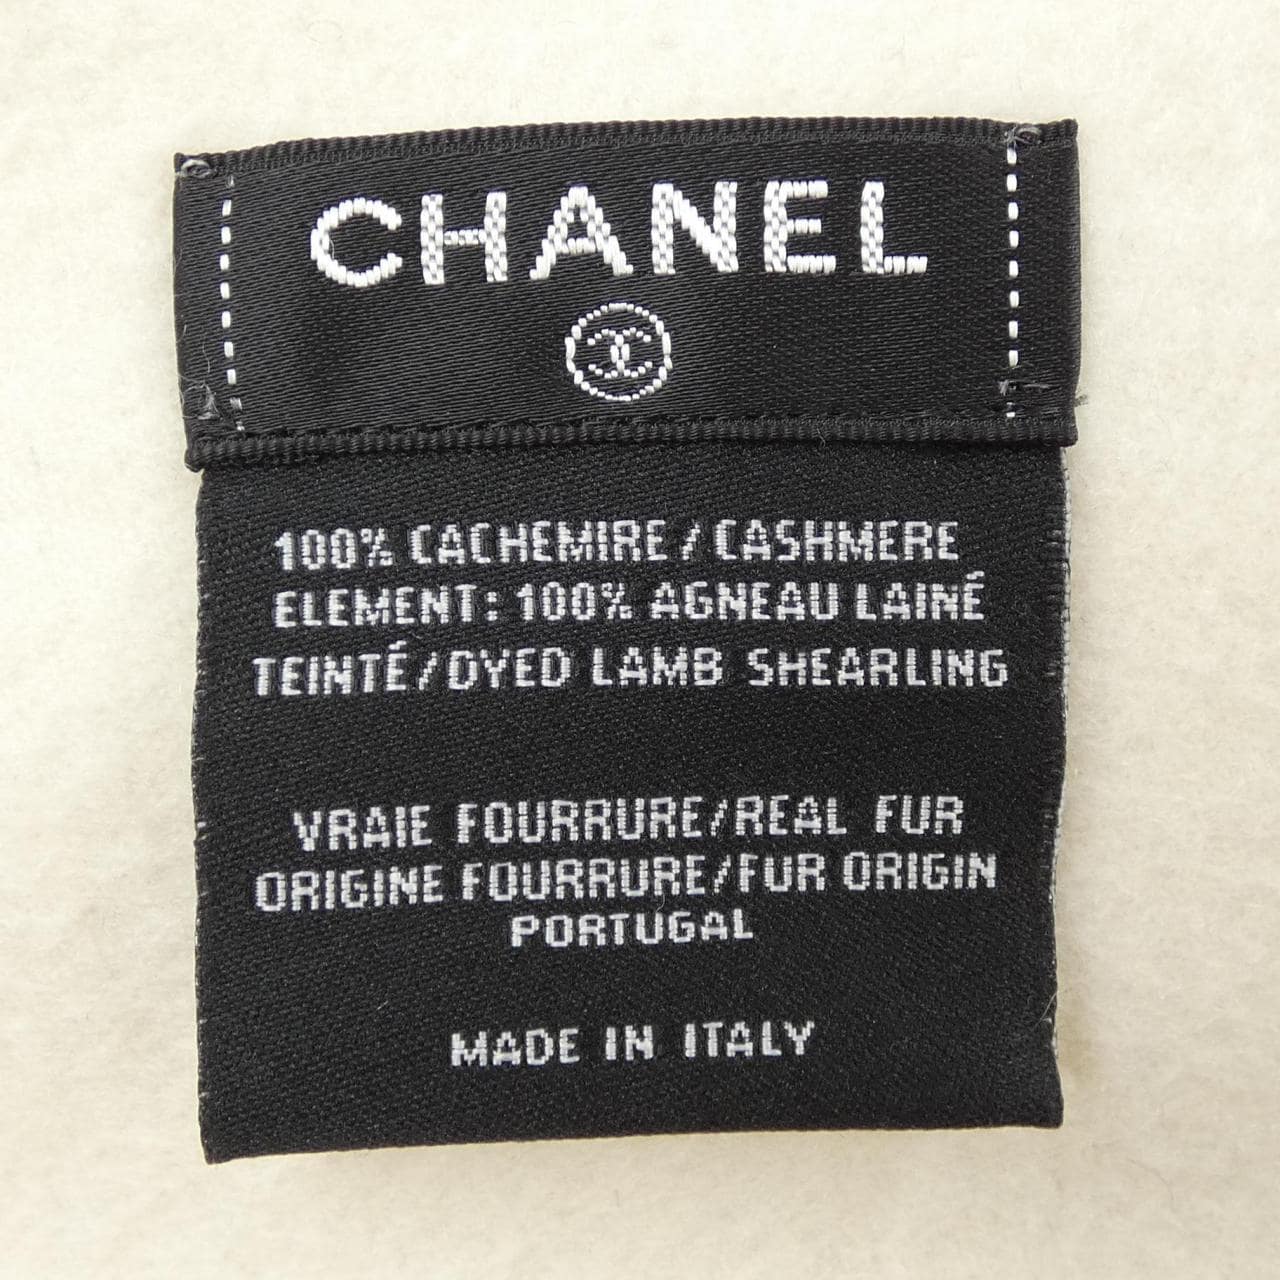 CHANEL
100% CACHEMIRE / CASHMERE
ELEMENT: 100% AGNEAU LAINÉ
TEINTÉ/DYED LAMB SHEARLING
VRAIE FOURRURE/REAL FUR
ORIGINE FOURRURE/FUR ORIGIN
PORTUGAL
MADE IN ITALY